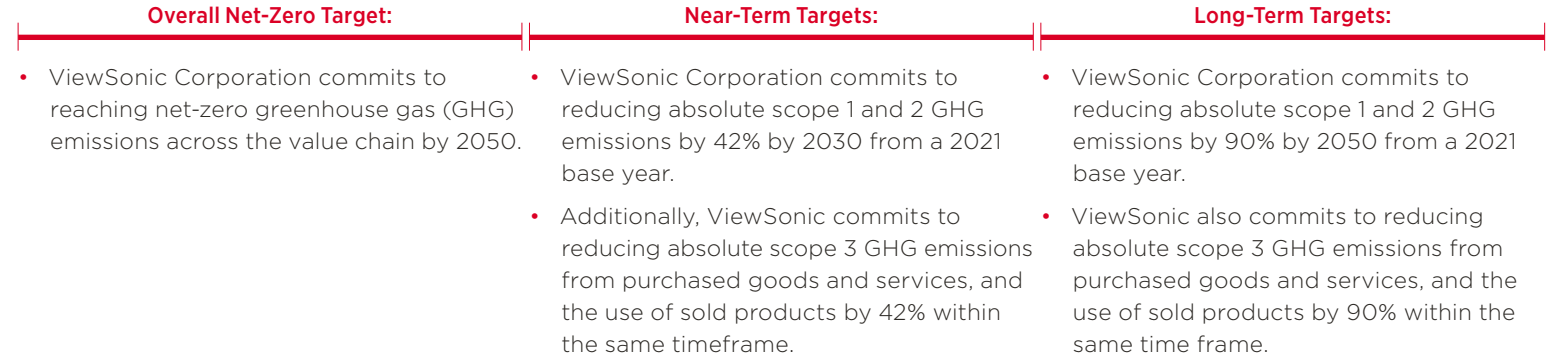 Overall Net-Zero Target:
• ViewSonic Corporation commits to
reaching net-zero greenhouse gas (GHG)
emissions across the value chain by 2050.
Near-Term Targets:
• ViewSonic Corporation commits to
reducing absolute scope 1 and 2 GHG
emissions by 42% by 2030 from a 2021
base year.
• Additionally, ViewSonic commits to
reducing absolute scope 3 GHG emissions
from purchased goods and services, and
the use of sold products by 42% within
the same timeframe.
Long-Term Targets:
• ViewSonic Corporation commits to
reducing absolute scope 1 and 2 GHG
emissions by 90% by 2050 from a 2021
base year.
• ViewSonic also commits to reducing
absolute scope 3 GHG emissions from
purchased goods and services, and the
use of sold products by 90% within the
same time frame.